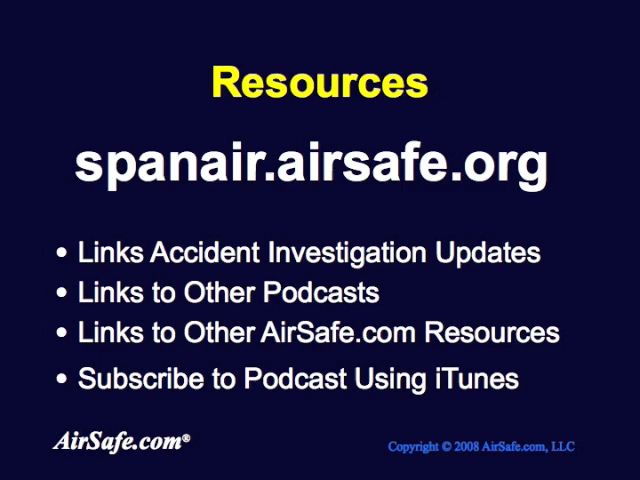 Resources
spanair.airsafe.org
• Links Accident Investigation Updates
• Links to Other Podcasts
• Links to Other AirSafe.com Resources
• Subscribe to Podcast Using iTunes
AirSafe.com®
Copyright © 2008 AirSafe.com, LLC